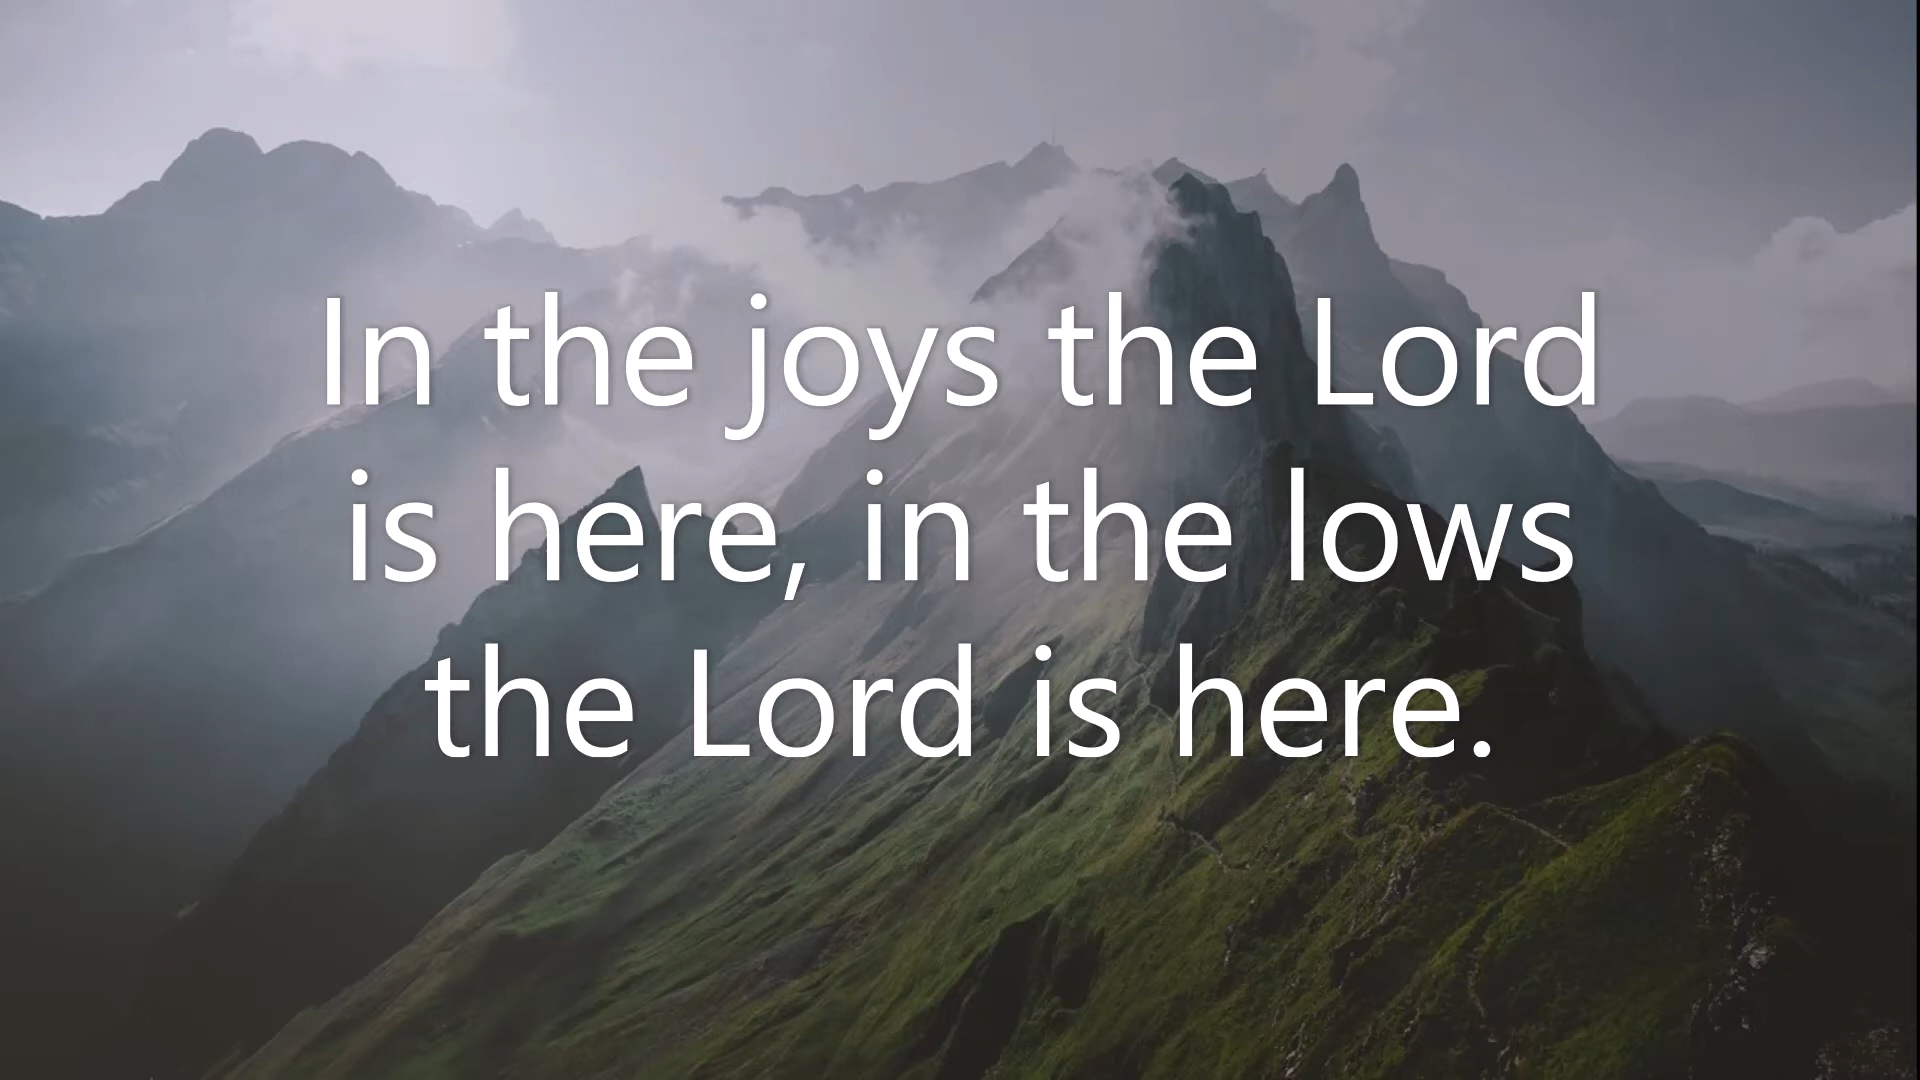 In the joys the Lord
is here, in the lows
the Lord is here.